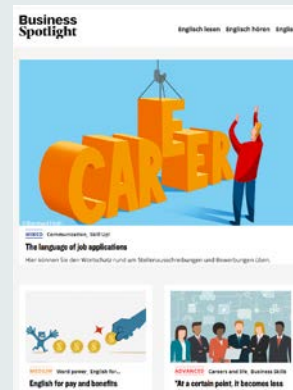 Business
Spotlight
Englisch lesen Englisch hören Englis
CAREER
MEDIUM Communication, Skill Up!
The language of job applications
Hier können Sie den Wortschatz rund um Stellenausschreibungen und Bewerbungen üben.
MEDIUM Word power, English for...
English for pay and benefits
ADVANCED Careers and life, Business Skills
"At a certain point, it becomes less